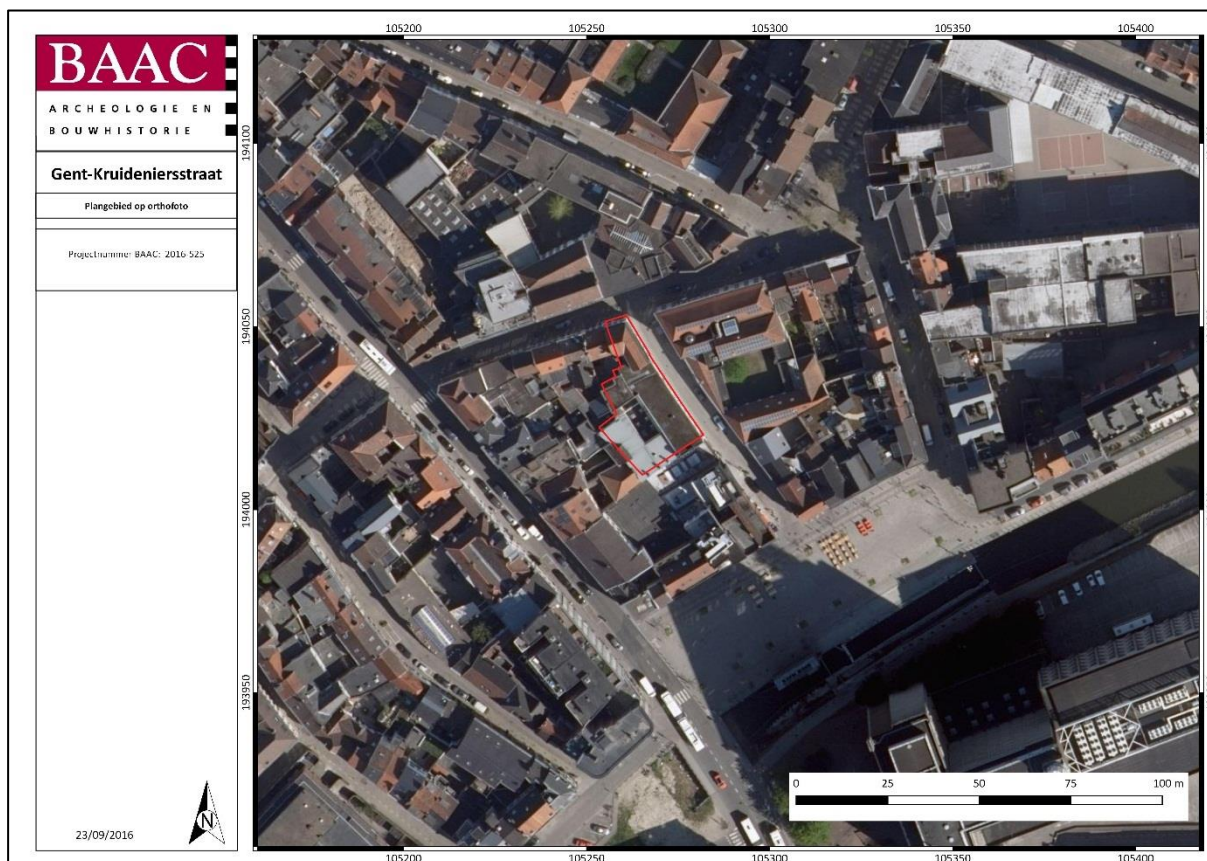 BAAC
ARCHEOLOGIE EN
BOUWHISTORIE
Gent-Kruideniersstraat
Plangebied op orthofoto
Projectnummer BAAC: 2016-525
23/09/2016
N
105200 105250 105300 105350 105400
194100
194050
194000
193950
0 25 50 75 100 m
105200 105250 105300 105350 105400